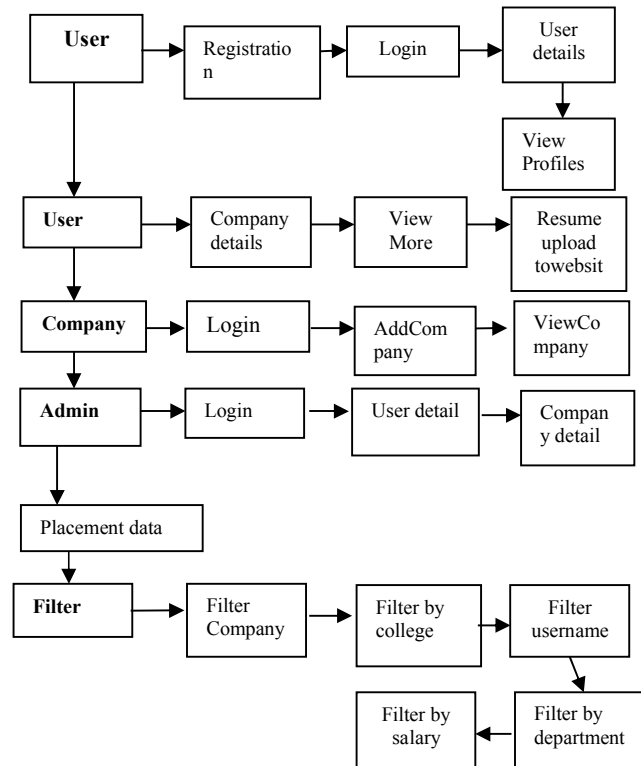 User
Registratio
n
Login
User
details
View
Profiles
User
Company
details
View
More
Resume
upload
towebsit
Company
Login
AddCom
pany
ViewCo
mpany
Admin
Login
User detail
Compan
y detail
Placement data
Filter
Filter
Company
Filter by
college
Filter
username
Filter by
salary
Filter by
department